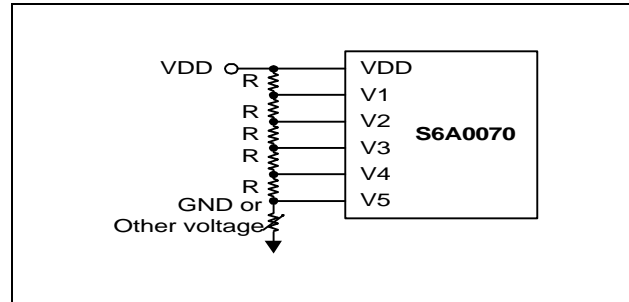 VDD
VDD
R
V1
R
V2
S6A0070
R
V3
R
V4
R
GND or
V5
Other voltage